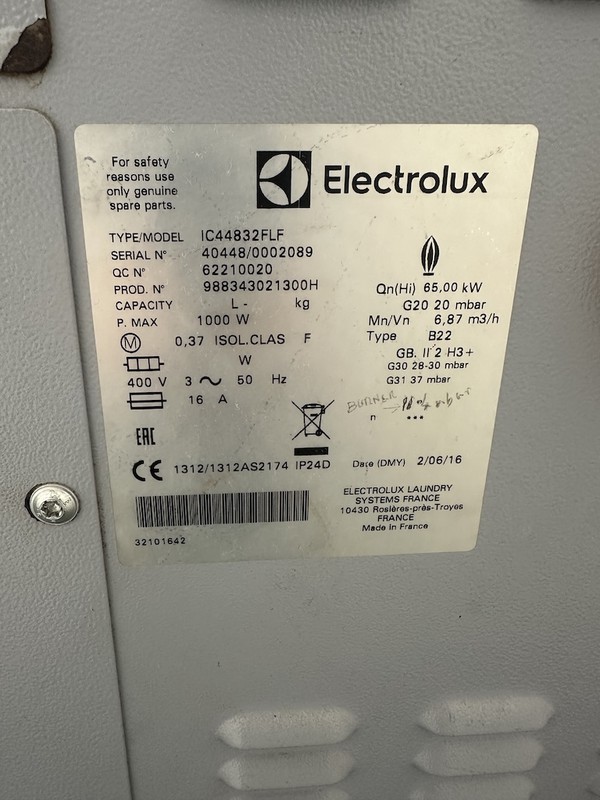 For safety
reasons use
only genuine
spare parts.
Electrolux
TYPE/MODEL IC44832FLF
SERIAL N° 40448/0002089
QC N° 62210020
PROD. N° 988343021300H
CAPACITY L - kg
P. MAX 1000 W
M 0,37 ISOL.CLAS F
W
400 V 3 ~ 50 Hz
16 A
Qn(Hi) 65,00 kW
G20 20 mbar
Mn/Vn 6,87 m3/h
Type B22
GB. II 2 H3+
G30 28-30 mbar
G31 37 mbar
BURNER
n ...
EAC
CE 1312/1312AS2174 IP24D
Date (DMY) 2/06/16
32101642
ELECTROLUX LAUNDRY
SYSTEMS FRANCE
10430 Rosières-près-Troyes
FRANCE
Made in France